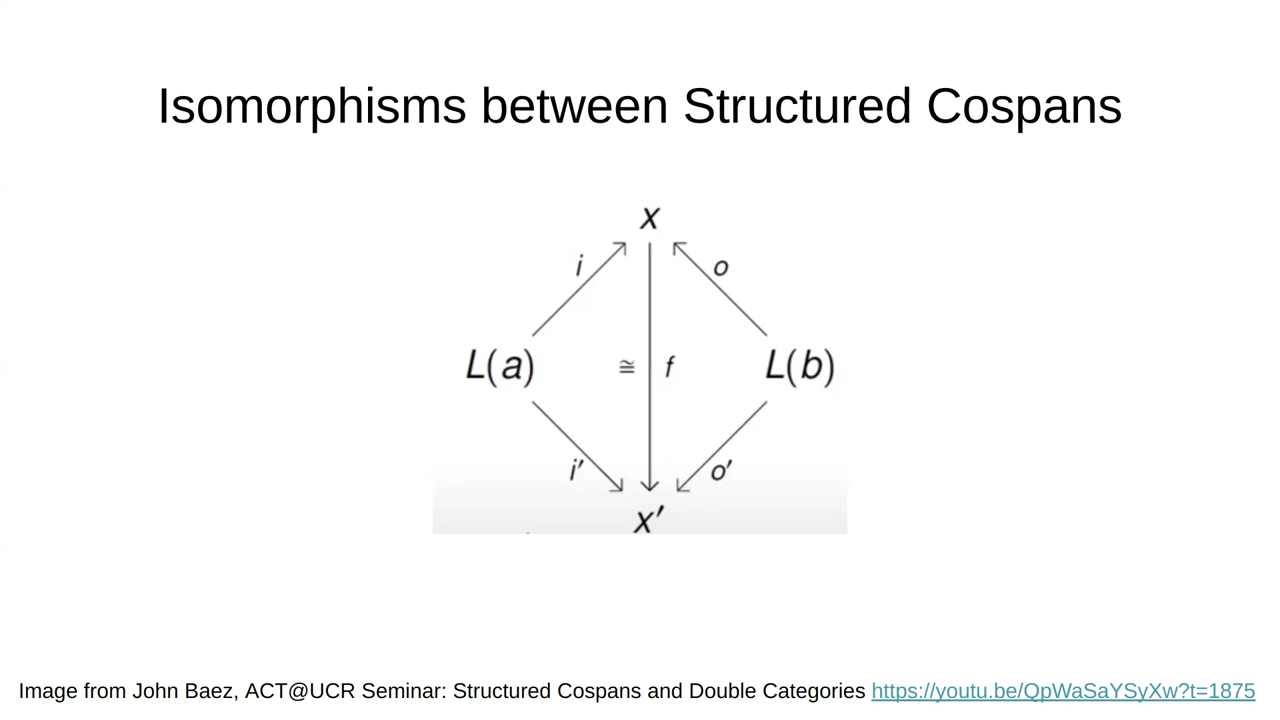 Isomorphisms between Structured Cospans
x
i o
L(a) ≅ f L(b)
i′ o′
x′
Image from John Baez, ACT@UCR Seminar: Structured Cospans and Double Categories https://youtu.be/QpWaSaYSyXw?t=1875